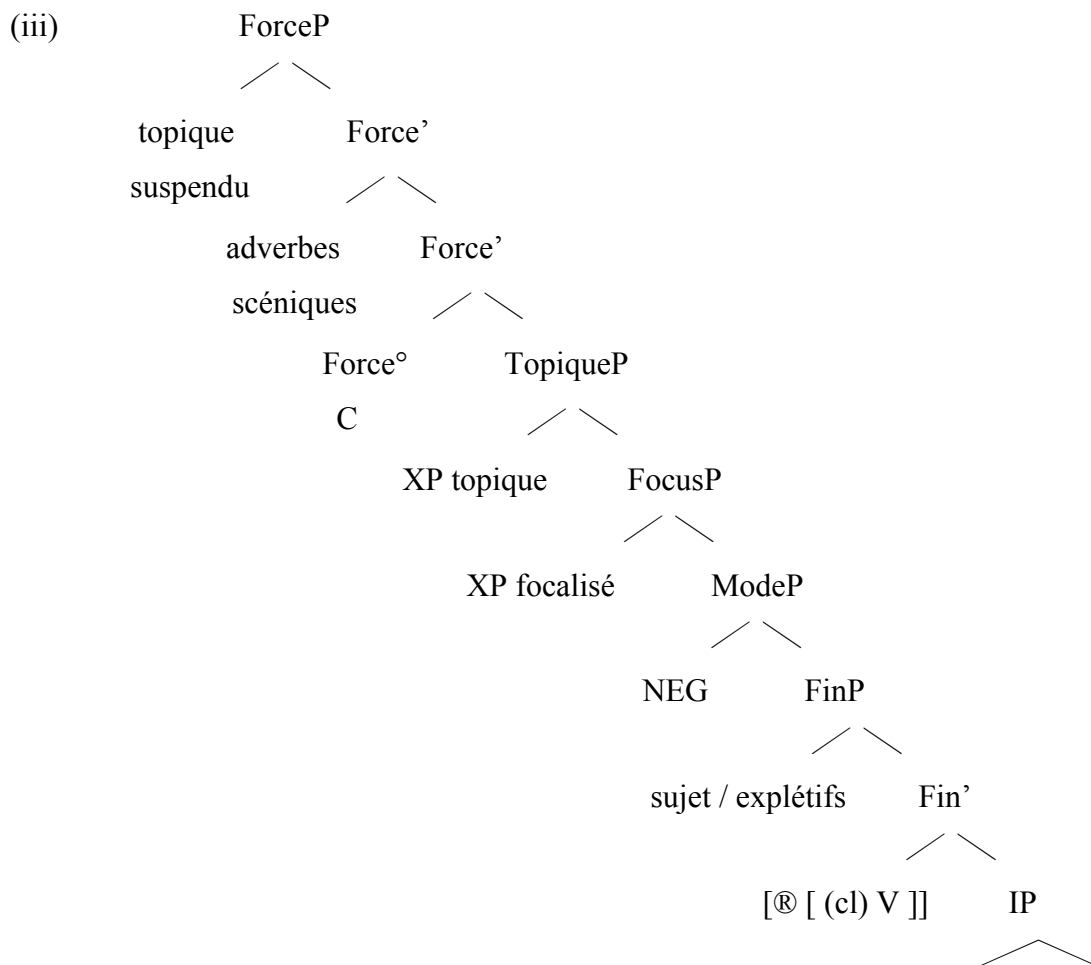 (iii) ForceP
topique Force’
suspendu
adverbes Force’
scéniques
Force° TopiqueP
C
XP topique FocusP
XP focalisé ModeP
NEG FinP
sujet / explétifs Fin’
[® [ (cl) V ]] IP